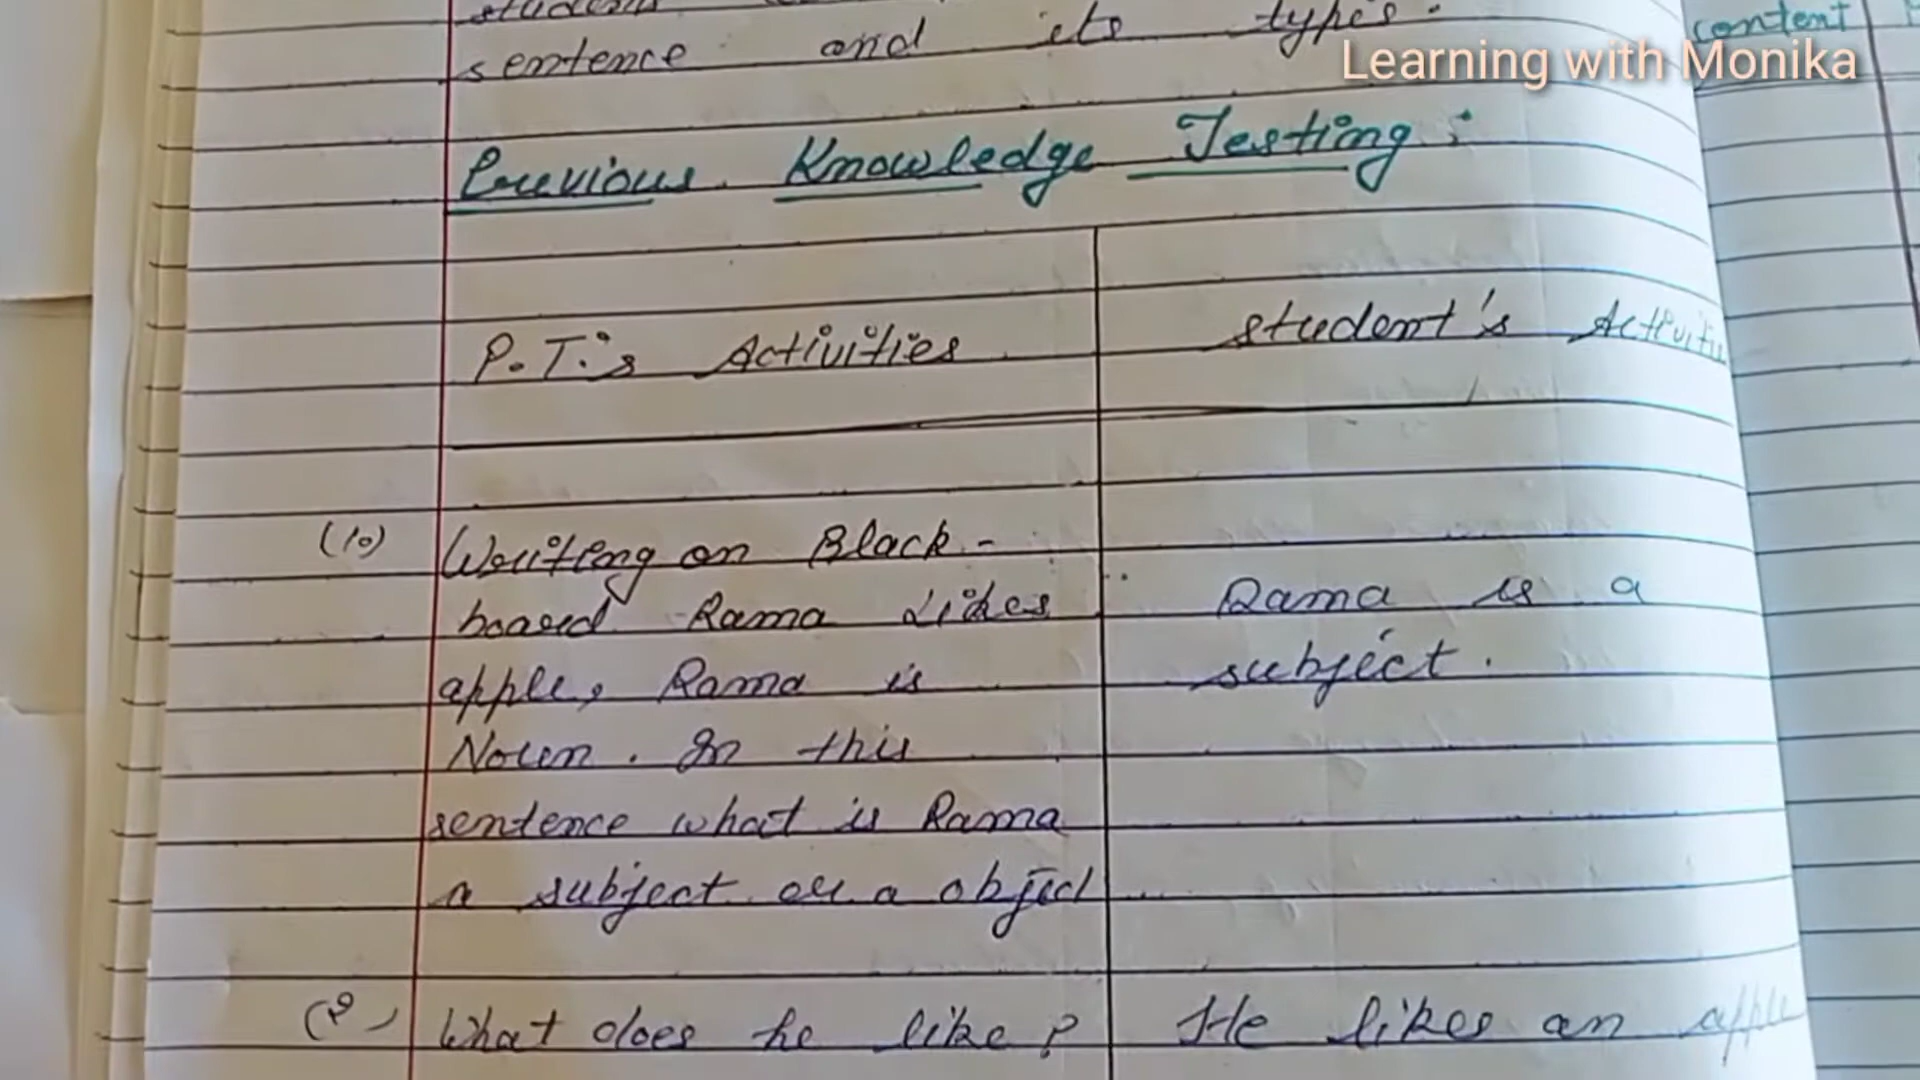 sentence and its types.
content
Learning with Monika
Previous Knowledge Testing :
P.T.'s Activities
student's Activitie
(1.) Writing on Black-
board Rama Likes
apple, Rama is
Noun. In this
sentence what is Rama
a subject or a object
Rama is a
subject.
(2) What does he like?
He likes an apple